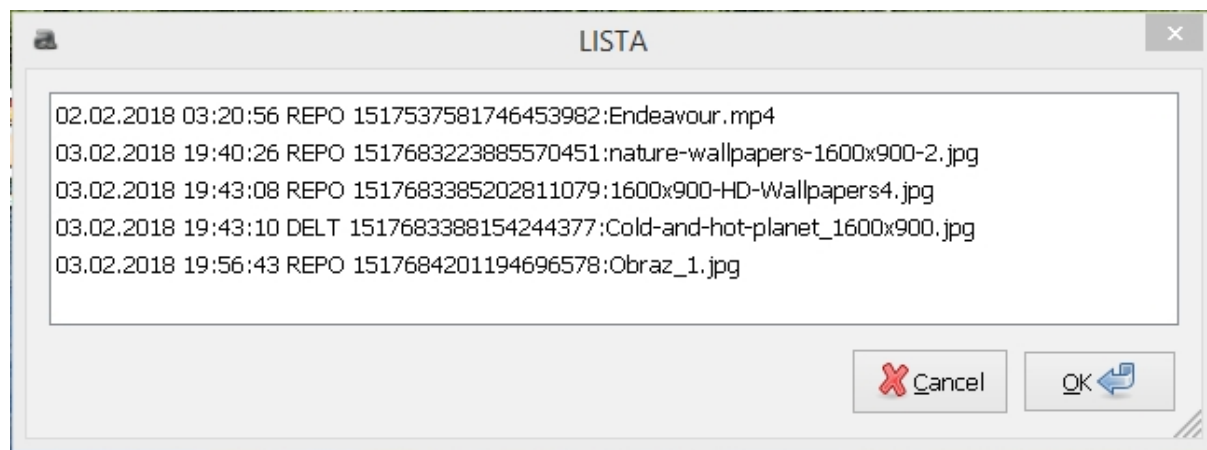 LISTA
02.02.2018 03:20:56 REPO 1517537581746453982:Endeavour.mp4
03.02.2018 19:40:26 REPO 1517683223885570451:nature-wallpapers-1600x900-2.jpg
03.02.2018 19:43:08 REPO 1517683385202811079:1600x900-HD-Wallpapers4.jpg
03.02.2018 19:43:10 DELT 1517683388154244377:Cold-and-hot-planet_1600x900.jpg
03.02.2018 19:56:43 REPO 1517684201194696578:Obraz_1.jpg
Cancel OK